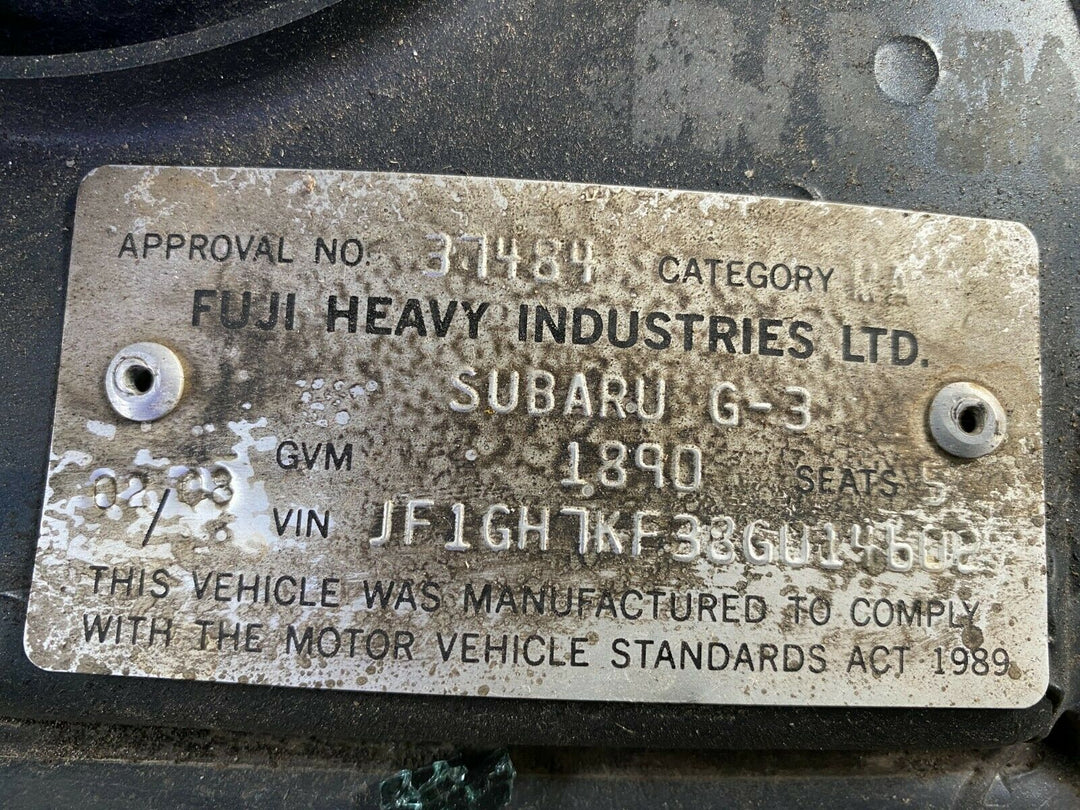 APPROVAL NO. 37484 CATEGORY MA
FUJI HEAVY INDUSTRIES LTD.
SUBARU G-3
GVM 1890 SEATS 5
02/08
VIN JF1GH7KF38G014602
THIS VEHICLE WAS MANUFACTURED TO COMPLY
WITH THE MOTOR VEHICLE STANDARDS ACT 1989